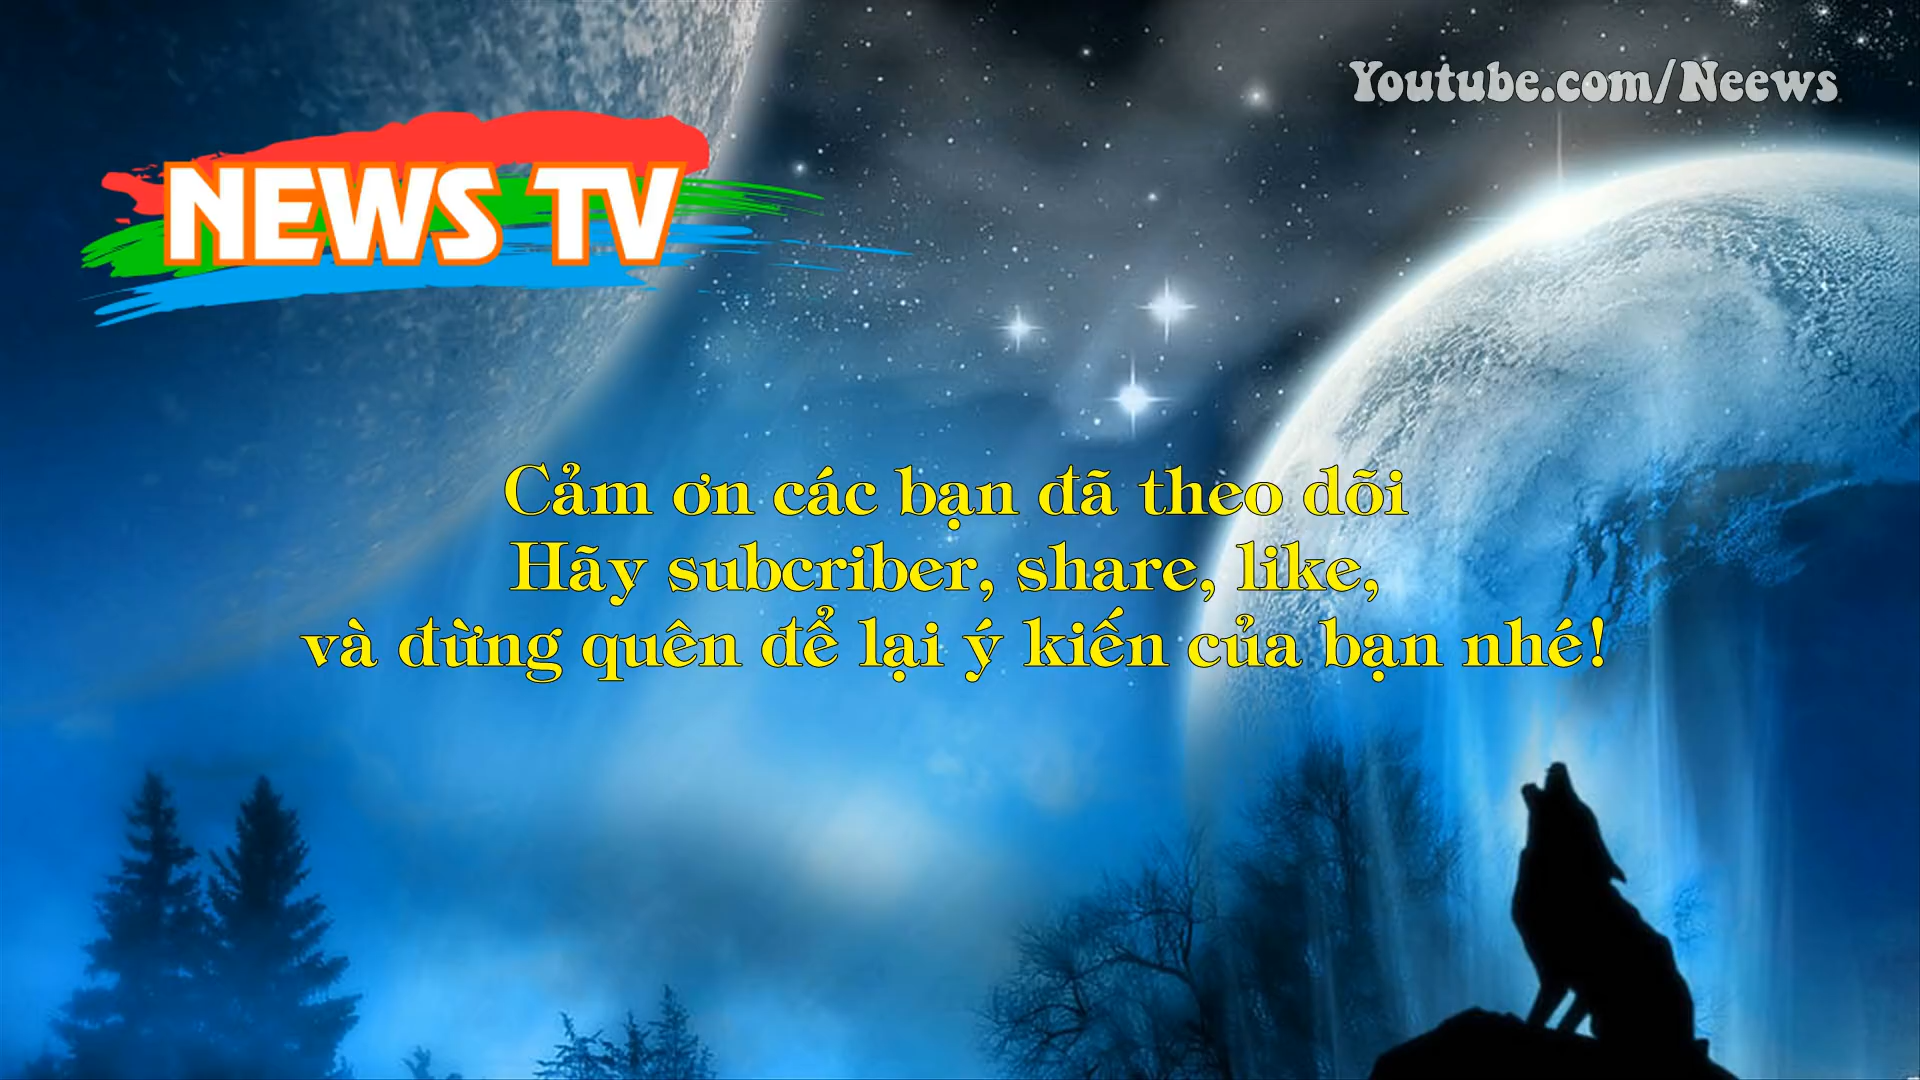 Youtube.com/Neews
NEWS TV
Cảm ơn các bạn đã theo dõi
Hãy subcriber, share, like,
và đừng quên để lại ý kiến của bạn nhé!